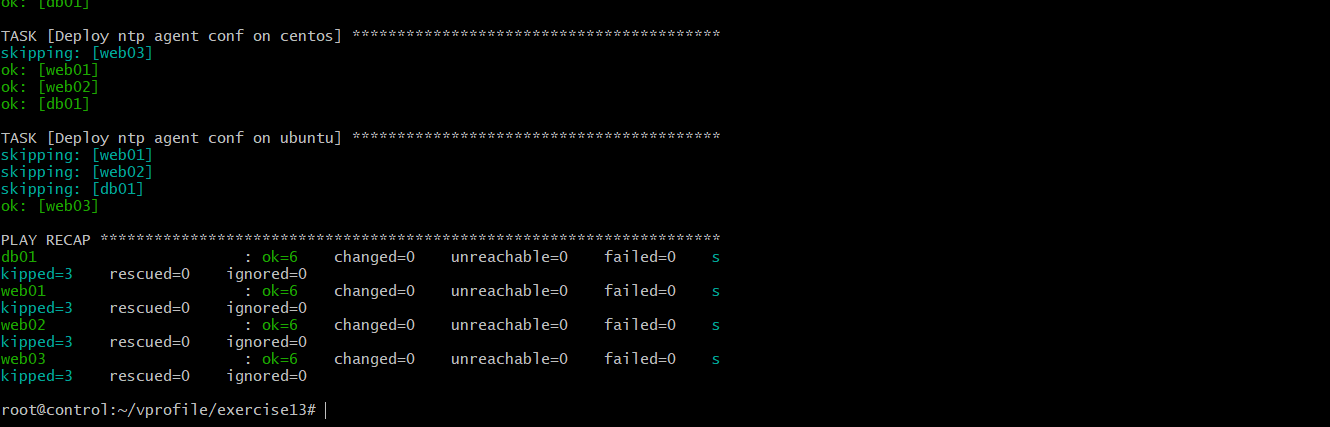 ok: [db01]
TASK [Deploy ntp agent conf on centos] *****************************************
skipping: [web03]
ok: [web01]
ok: [web02]
ok: [db01]
TASK [Deploy ntp agent conf on ubuntu] *****************************************
skipping: [web01]
skipping: [web02]
skipping: [db01]
ok: [web03]
PLAY RECAP *********************************************************************
db01                       : ok=6    changed=0    unreachable=0    failed=0    s
kipped=3    rescued=0    ignored=0
web01                      : ok=6    changed=0    unreachable=0    failed=0    s
kipped=3    rescued=0    ignored=0
web02                      : ok=6    changed=0    unreachable=0    failed=0    s
kipped=3    rescued=0    ignored=0
web03                      : ok=6    changed=0    unreachable=0    failed=0    s
kipped=3    rescued=0    ignored=0
root@control:~/vprofile/exercise13#